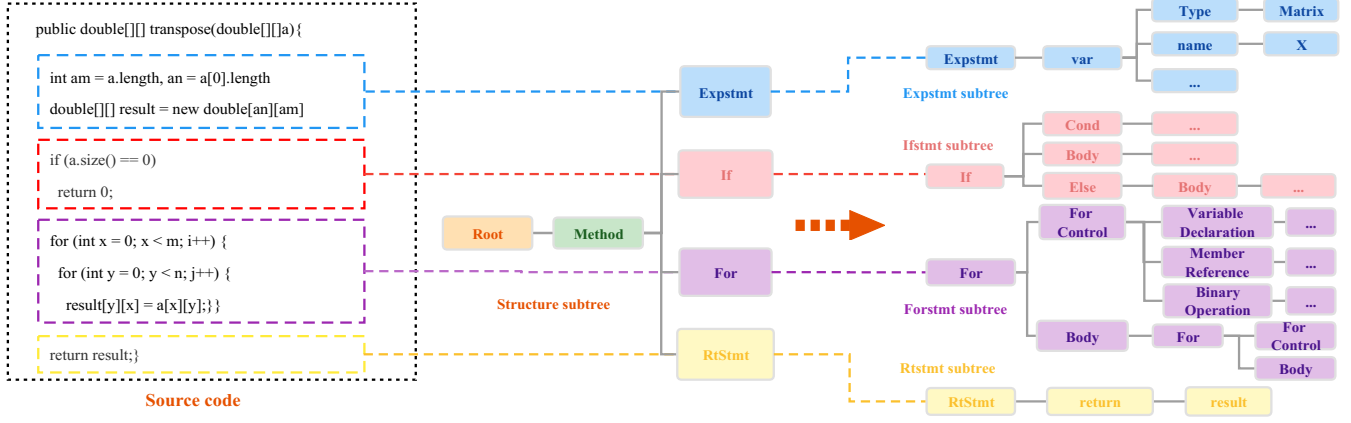 public double[][] transpose(double[][]a){
int am = a.length, an = a[0].length
double[][] result = new double[an][am]
if (a.size() == 0)
return 0;
for (int x = 0; x < m; i++) {
for (int y = 0; y < n; j++) {
result[y][x] = a[x][y];}}
return result;}
Source code
Root
Method
Structure subtree
Expstmt
If
For
RtStmt
Expstmt
var
Type
Matrix
name
X
...
Expstmt subtree
Ifstmt subtree
If
Cond
...
Body
...
Else
Body
...
For
For
Control
Variable
Declaration
...
Member
Reference
...
Binary
Operation
...
Forstmt subtree
Body
For
For
Control
Body
Rtstmt subtree
RtStmt
return
result